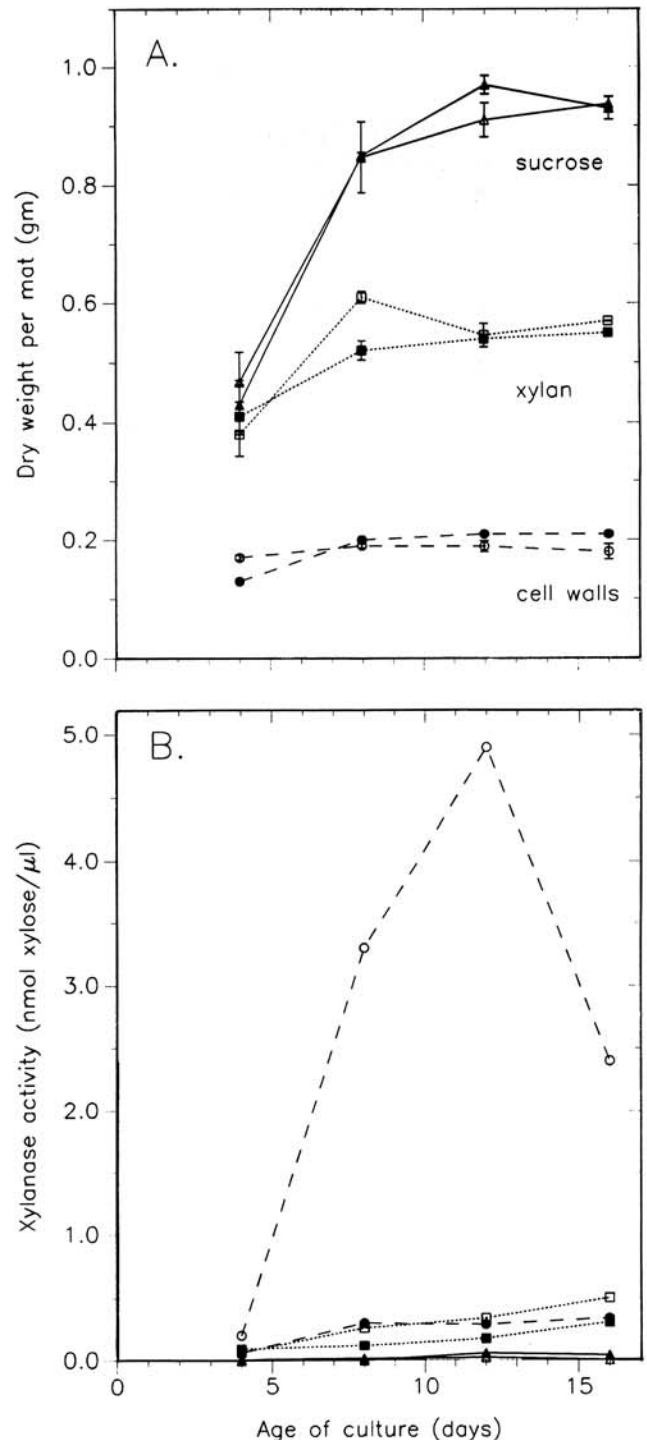 A.
1.0
0.8
0.6
0.4
0.2
0.0
Dry weight per mat (gm)
sucrose
xylan
cell walls
B.
5.0
4.0
3.0
2.0
1.0
0.0
Xylanase activity (nmol xylose/μl)
0 5 10 15
Age of culture (days)